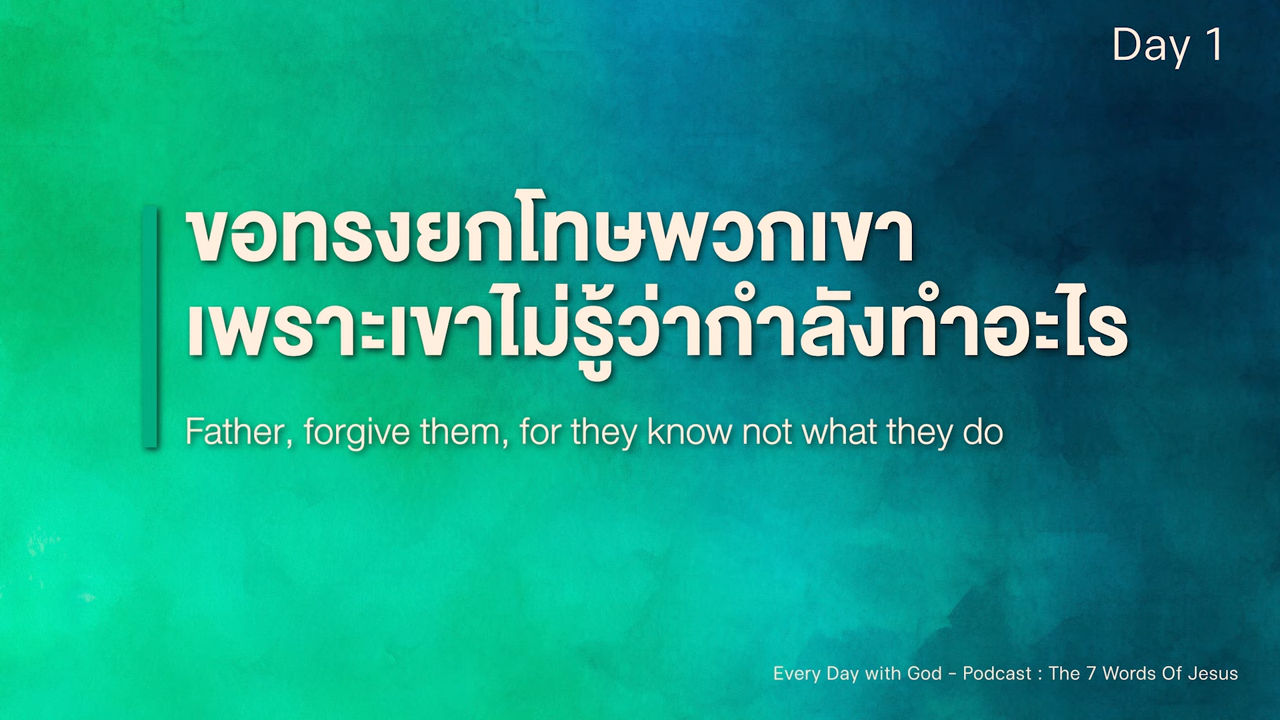 Day 1
ขอทรงยกโทษพวกเขา
เพราะเขาไม่รู้ว่ากำลังทำอะไร
Father, forgive them, for they know not what they do
Every Day with God - Podcast : The 7 Words Of Jesus